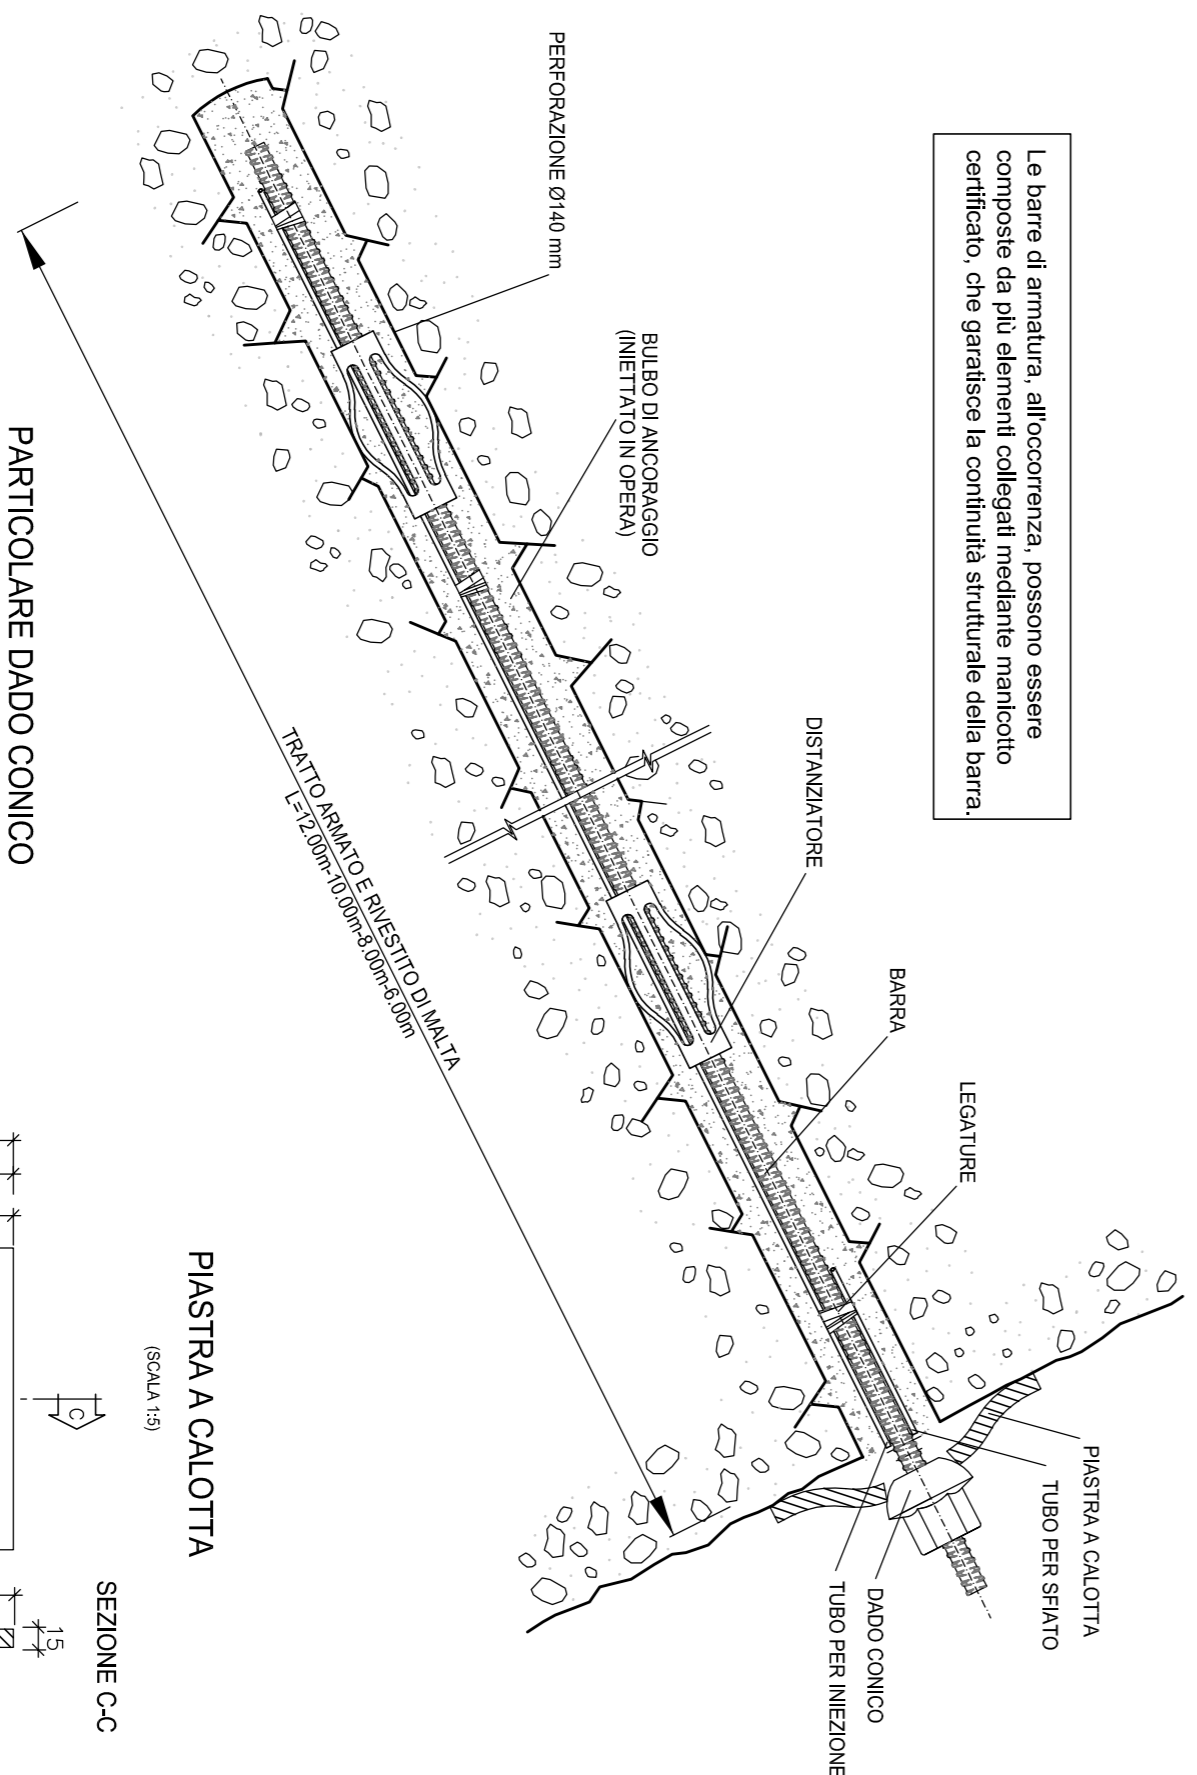 Le barre di armatura, all'occorrenza, possono essere
composte da più elementi collegati mediante manicotto
certificato, che garatisce la continuità strutturale della barra.
PERFORAZIONE Ø140 mm
BULBO DI ANCORAGGIO
(INIETTATO IN OPERA)
DISTANZIATORE
BARRA
LEGATURE
PIASTRA A CALOTTA
TUBO PER SFIATO
DADO CONICO
TUBO PER INIEZIONE
TRATTO ARMATO E RIVESTITO DI MALTA
L=12.00m-10.00m-8.00m-6.00m
PARTICOLARE DADO CONICO
PIASTRA A CALOTTA
(SCALA 1:5)
C
SEZIONE C-C
15